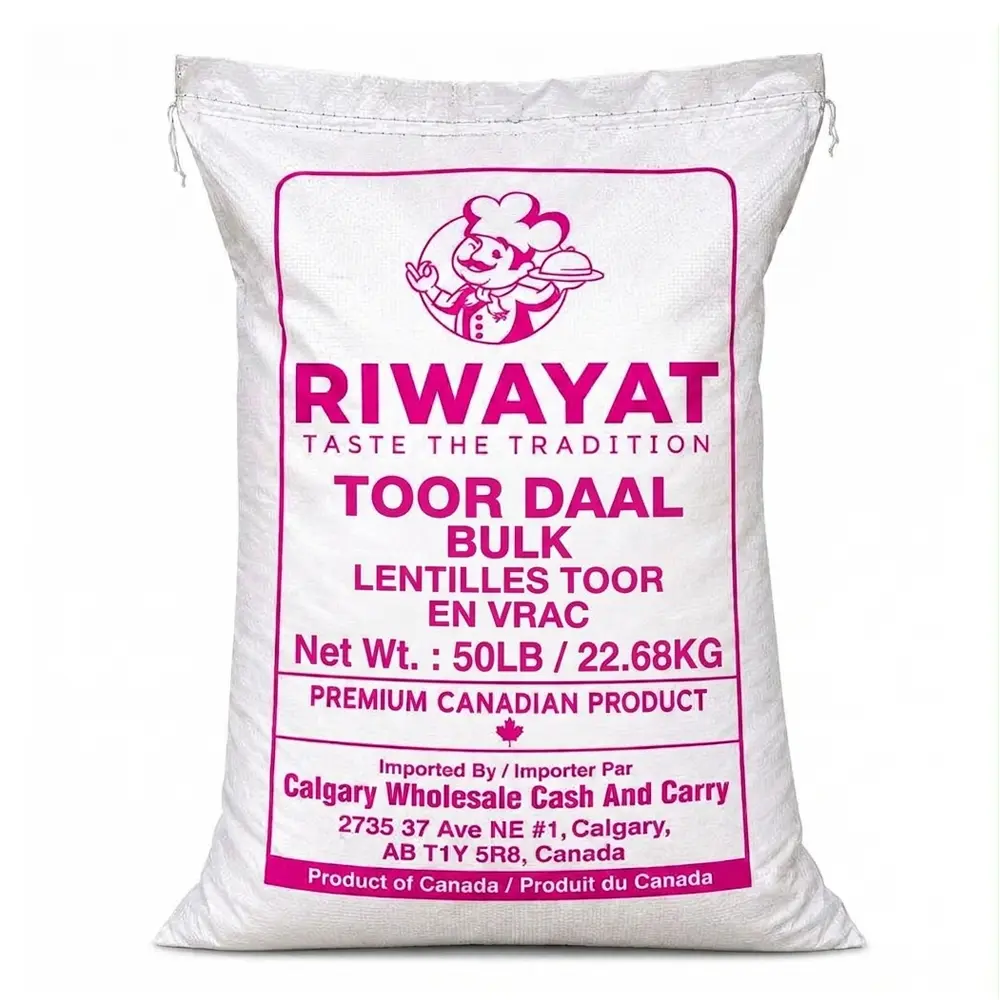 RIWAYAT
TASTE THE TRADITION
TOOR DAAL
BULK
LENTILLES TOOR
EN VRAC
Net Wt. : 50LB / 22.68KG
PREMIUM CANADIAN PRODUCT
Imported By / Importer Par
Calgary Wholesale Cash And Carry
2735 37 Ave NE #1, Calgary,
AB T1Y 5R8, Canada
Product of Canada / Produit du Canada